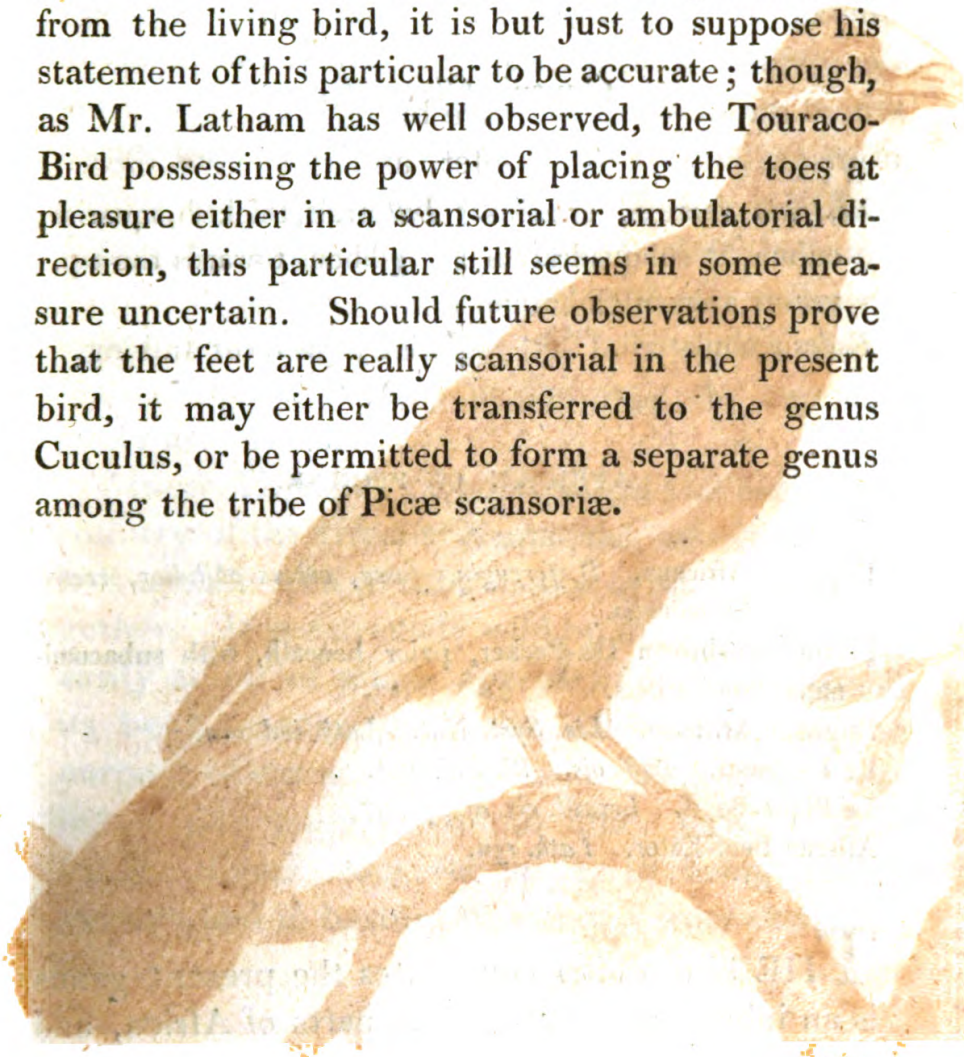 from the living bird, it is but just to suppose his
statement of this particular to be accurate; though,
as Mr. Latham has well observed, the Touraco-
Bird possessing the power of placing the toes at
pleasure either in a scansorial or ambulatorial di-
rection, this particular still seems in some mea-
sure uncertain. Should future observations prove
that the feet are really scansorial in the present
bird, it may either be transferred to the genus
Cuculus, or be permitted to form a separate genus
among the tribe of Picæ scansoriæ.